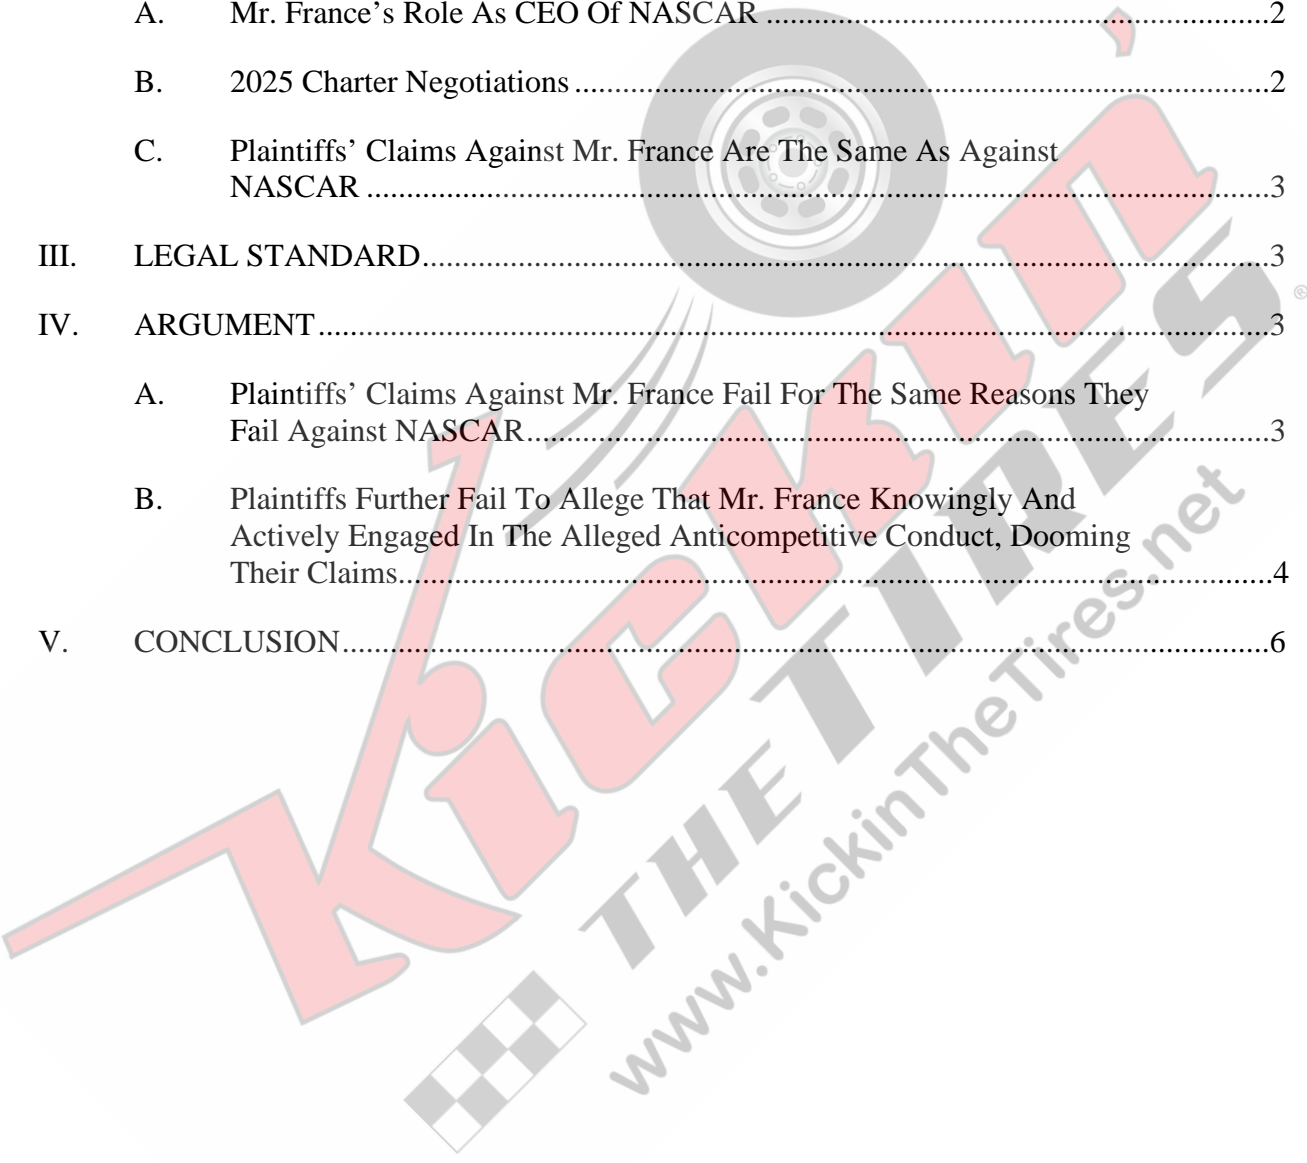 A. Mr. France’s Role As CEO Of NASCAR ........................................................................2
B. 2025 Charter Negotiations ........................................................................2
C. Plaintiffs’ Claims Against Mr. France Are The Same As Against
NASCAR ........................................................................3
III. LEGAL STANDARD ........................................................................3
IV. ARGUMENT ........................................................................3
A. Plaintiffs’ Claims Against Mr. France Fail For The Same Reasons They
Fail Against NASCAR ........................................................................3
B. Plaintiffs Further Fail To Allege That Mr. France Knowingly And
Actively Engaged In The Alleged Anticompetitive Conduct, Dooming
Their Claims ........................................................................4
V. CONCLUSION ........................................................................6
Kickin’
THE TIRES ®
www.KickinTheTires.net